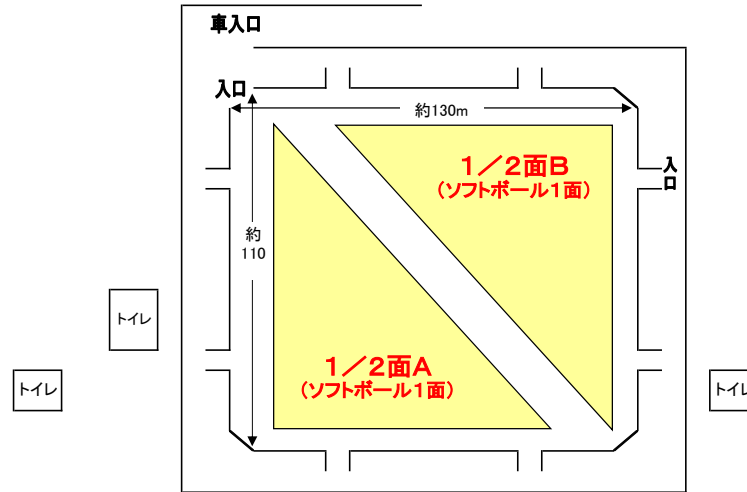 車入口
入口
約130m
1／2面B
(ソフトボール1面)
入
口
約
110
トイレ
1／2面A
(ソフトボール1面)
トイレ
トイレ